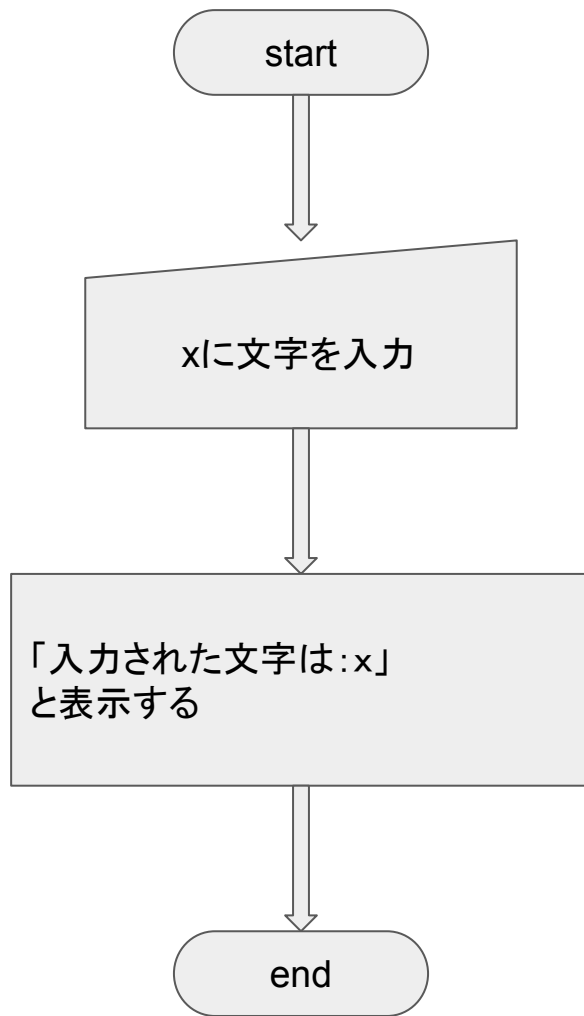 start
xに文字を入力
「入力された文字は：x」
と表示する
end